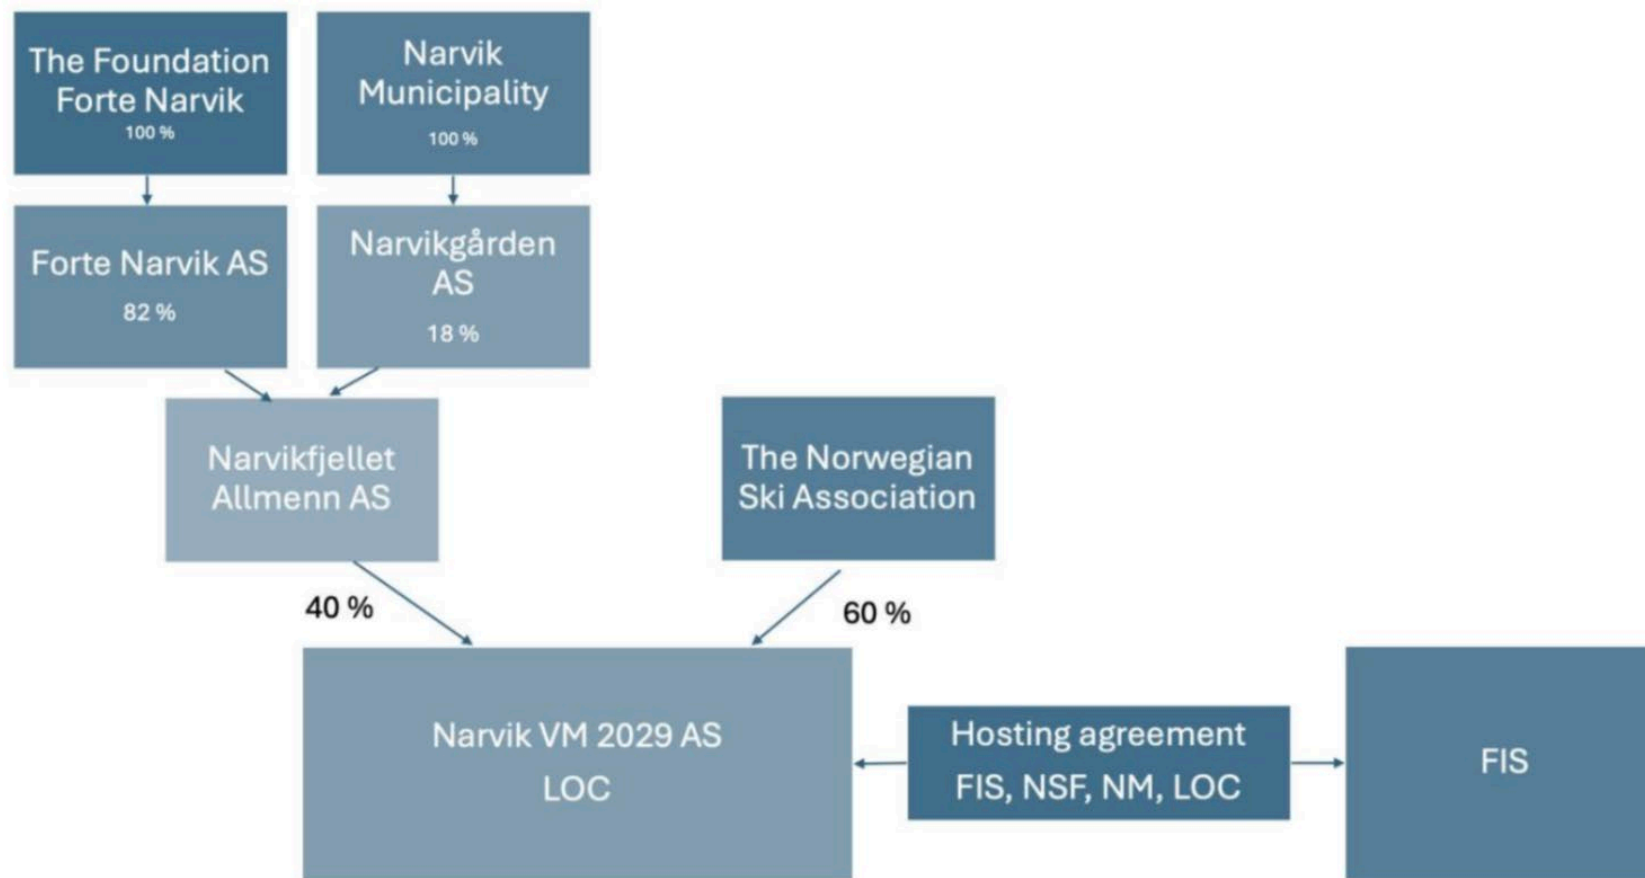 The Foundation
Forte Narvik
100 %
Narvik
Municipality
100 %
Forte Narvik AS
82 %
Narvikgården
AS
18 %
Narvikfjellet
Allmenn AS
The Norwegian
Ski Association
40 %
60 %
Narvik VM 2029 AS
LOC
Hosting agreement
FIS, NSF, NM, LOC
FIS